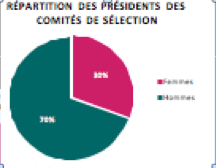 RÉPARTITION DES PRÉSIDENTS DES
COMITÉS DE SÉLECTION
30%
Femmes
Hommes
70%